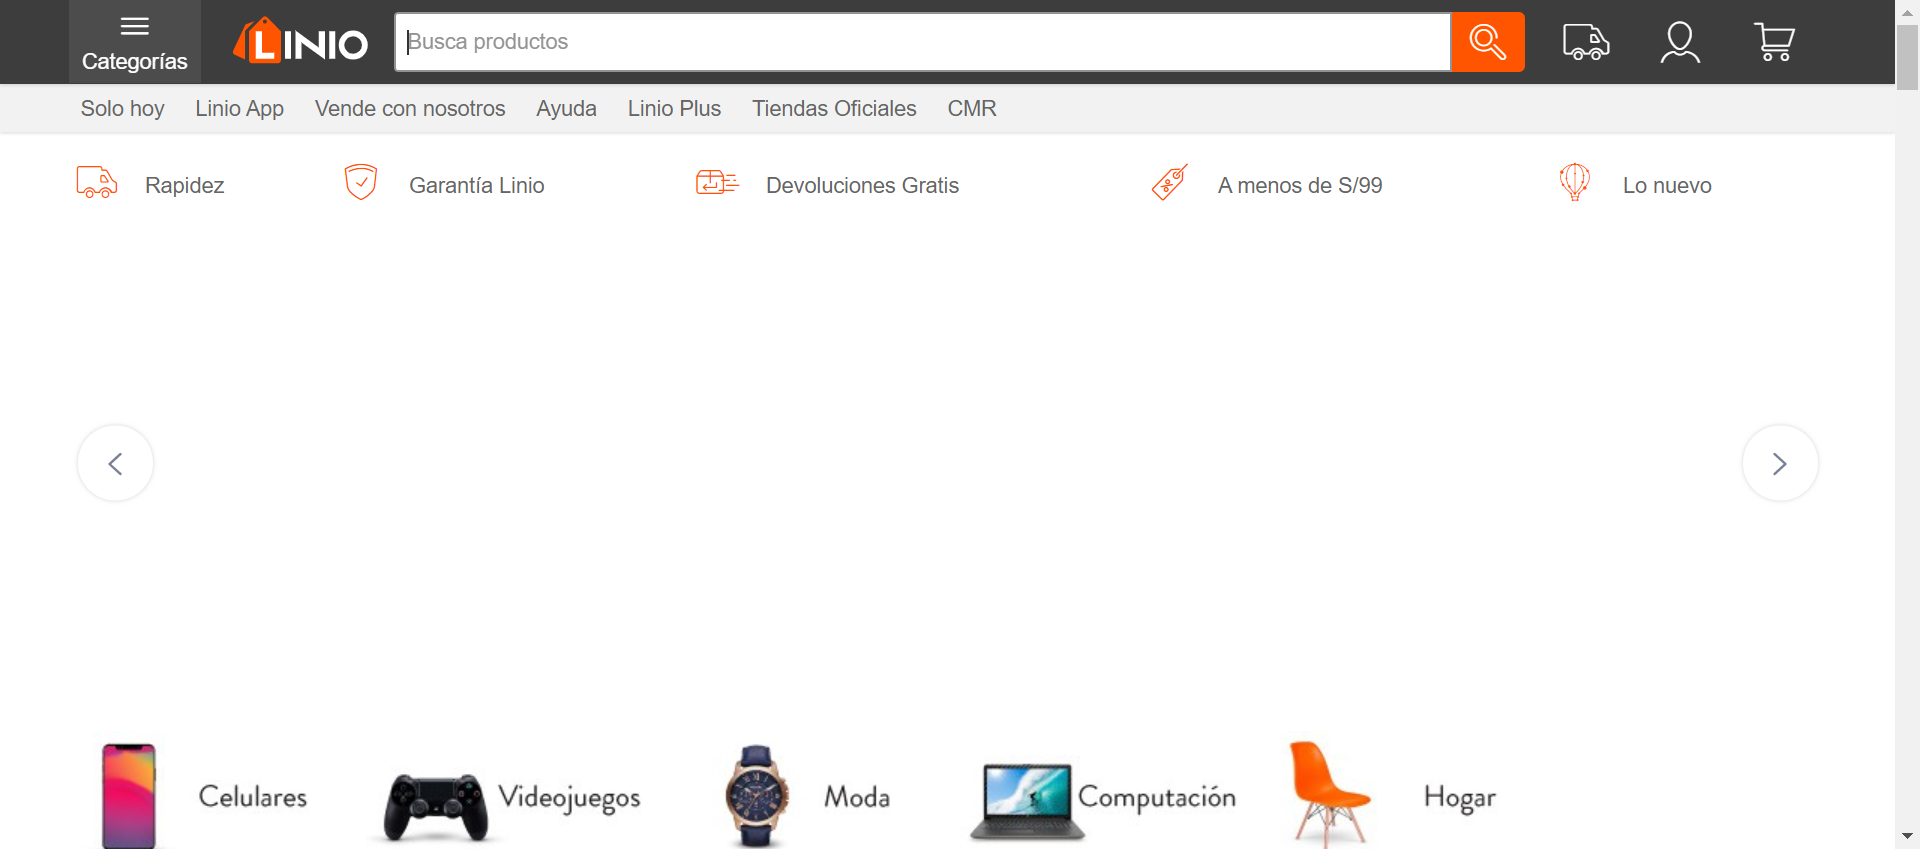 Categorías
LINIO
Busca productos
Solo hoy
Linio App
Vende con nosotros
Ayuda
Linio Plus
Tiendas Oficiales
CMR
Rapidez
Garantía Linio
Devoluciones Gratis
A menos de S/99
Lo nuevo
Celulares
Videojuegos
Moda
Computación
Hogar